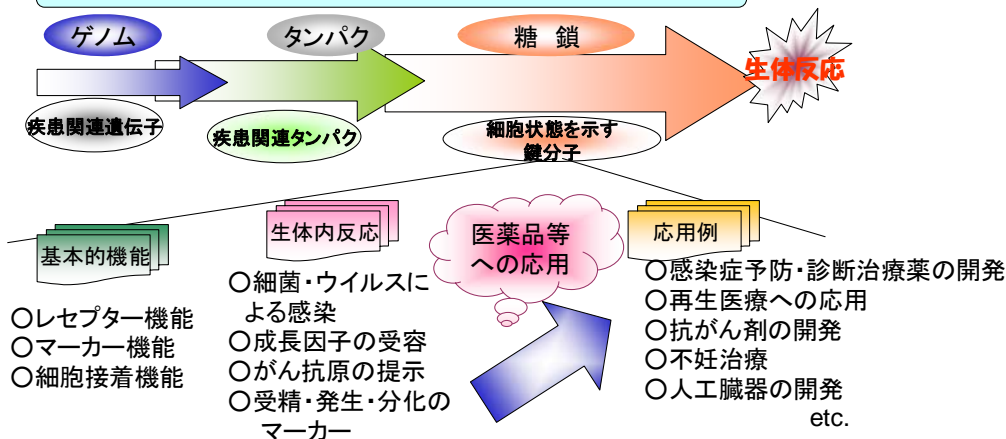 ゲノム
タンパク
糖 鎖
生体反応
疾患関連遺伝子
疾患関連タンパク
細胞状態を示す
鍵分子
基本的機能
○レセプター機能
○マーカー機能
○細胞接着機能
生体内反応
○細菌・ウイルスに
よる感染
○成長因子の受容
○がん抗原の提示
○受精・発生・分化の
マーカー
医薬品等
への応用
応用例
○感染症予防・診断治療薬の開発
○再生医療への応用
○抗がん剤の開発
○不妊治療
○人工臓器の開発
etc.